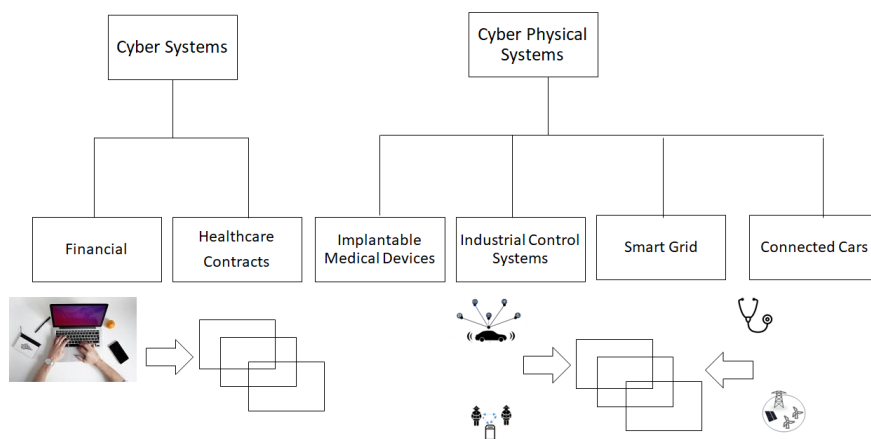 Cyber Systems
Cyber Physical
Systems
Financial
Healthcare
Contracts
Implantable
Medical Devices
Industrial Control
Systems
Smart Grid
Connected Cars